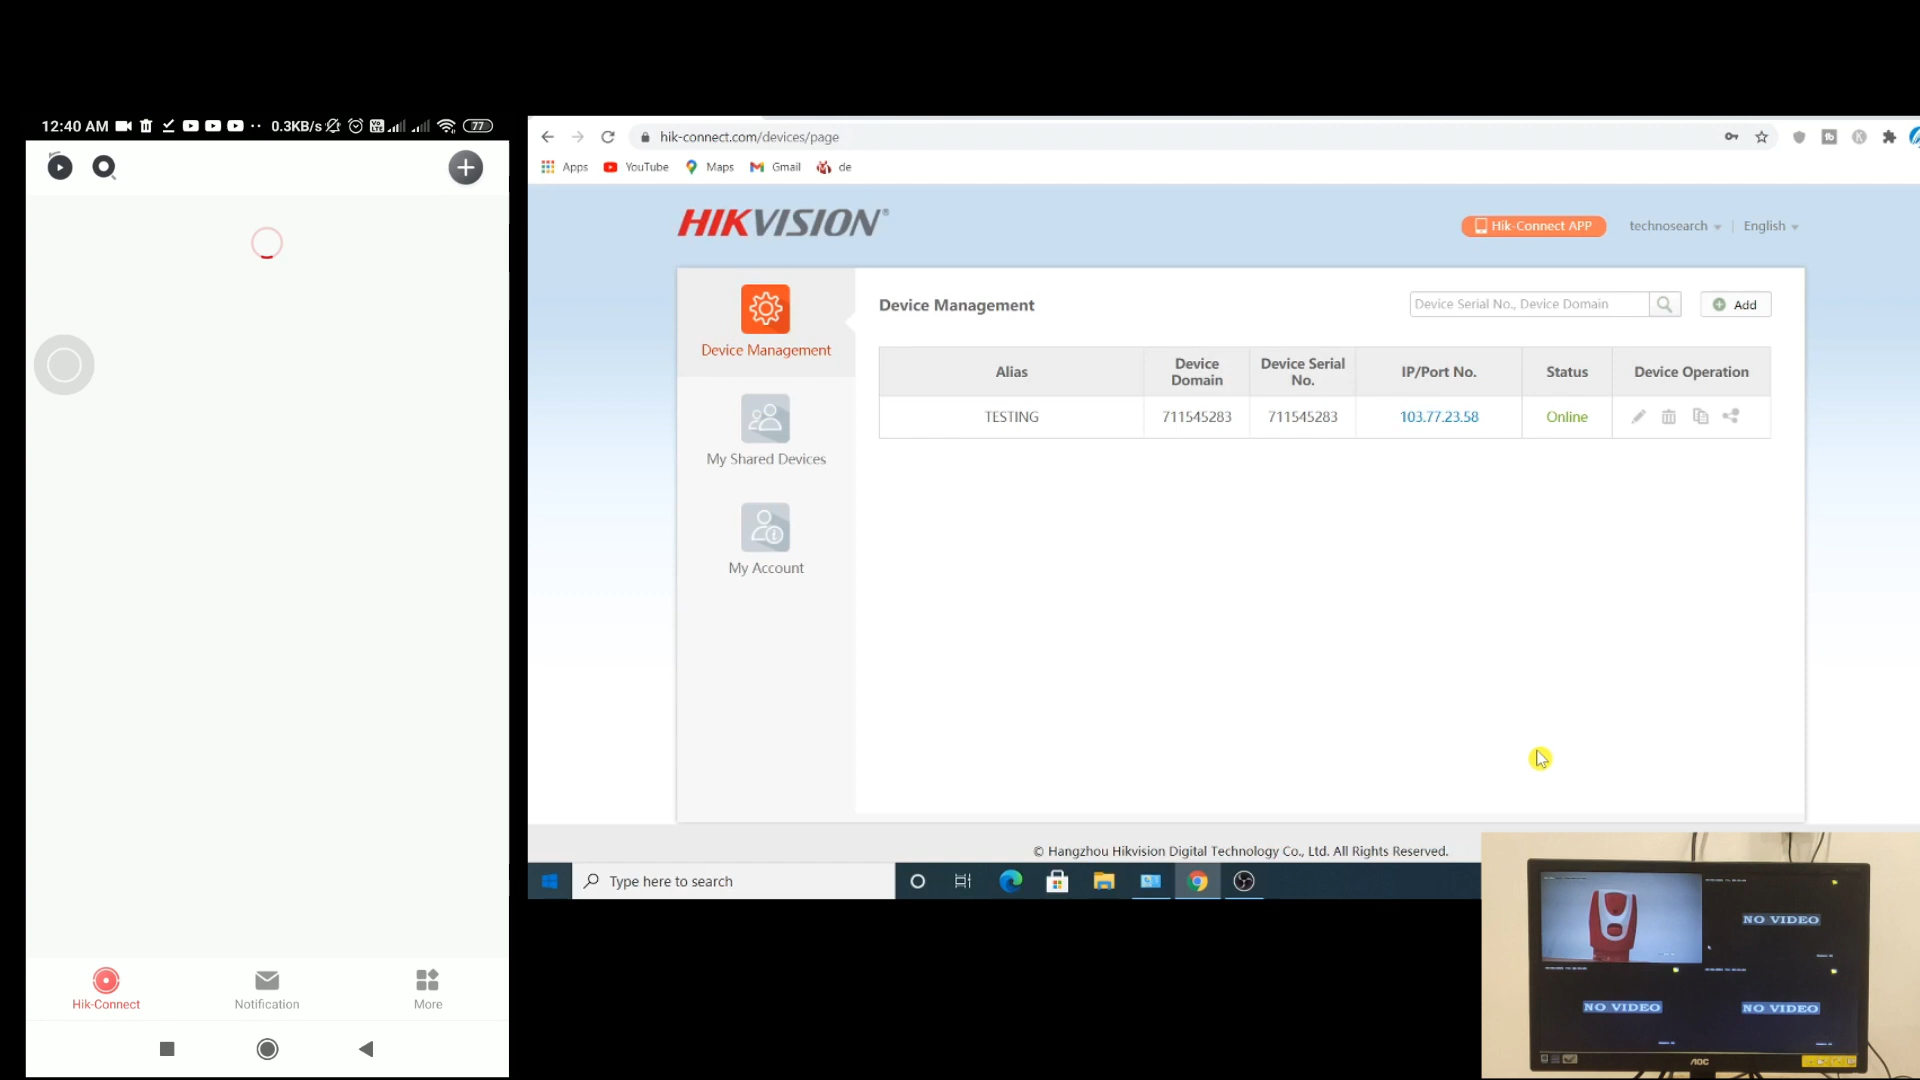 12:40 AM
0.3KB/s
77
Hik-Connect
Notification
More
hik-connect.com/devices/page
Apps
YouTube
Maps
Gmail
de
HIKVISION®
Hik-Connect APP
technosearch
English
Device Management
My Shared Devices
My Account
Device Management
Device Serial No., Device Domain
Add
Alias
Device Domain
Device Serial No.
IP/Port No.
Status
Device Operation
TESTING
711545283
711545283
103.77.23.58
Online
© Hangzhou Hikvision Digital Technology Co., Ltd. All Rights Reserved.
Type here to search
NO VIDEO
NO VIDEO
NO VIDEO
AOC